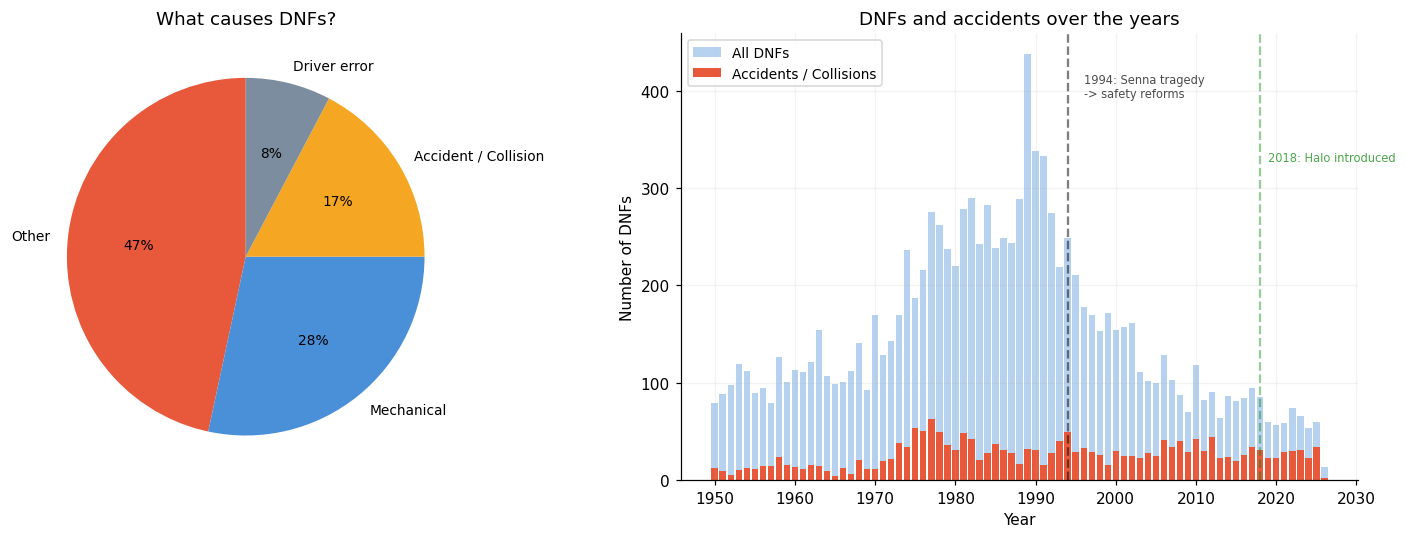 What causes DNFs?
Driver error
8%
Accident / Collision
17%
Other
47%
28%
Mechanical
DNFs and accidents over the years
All DNFs
Accidents / Collisions
1994: Senna tragedy
-> safety reforms
2018: Halo introduced
Number of DNFs
400
300
200
100
0
1950 1960 1970 1980 1990 2000 2010 2020 2030
Year